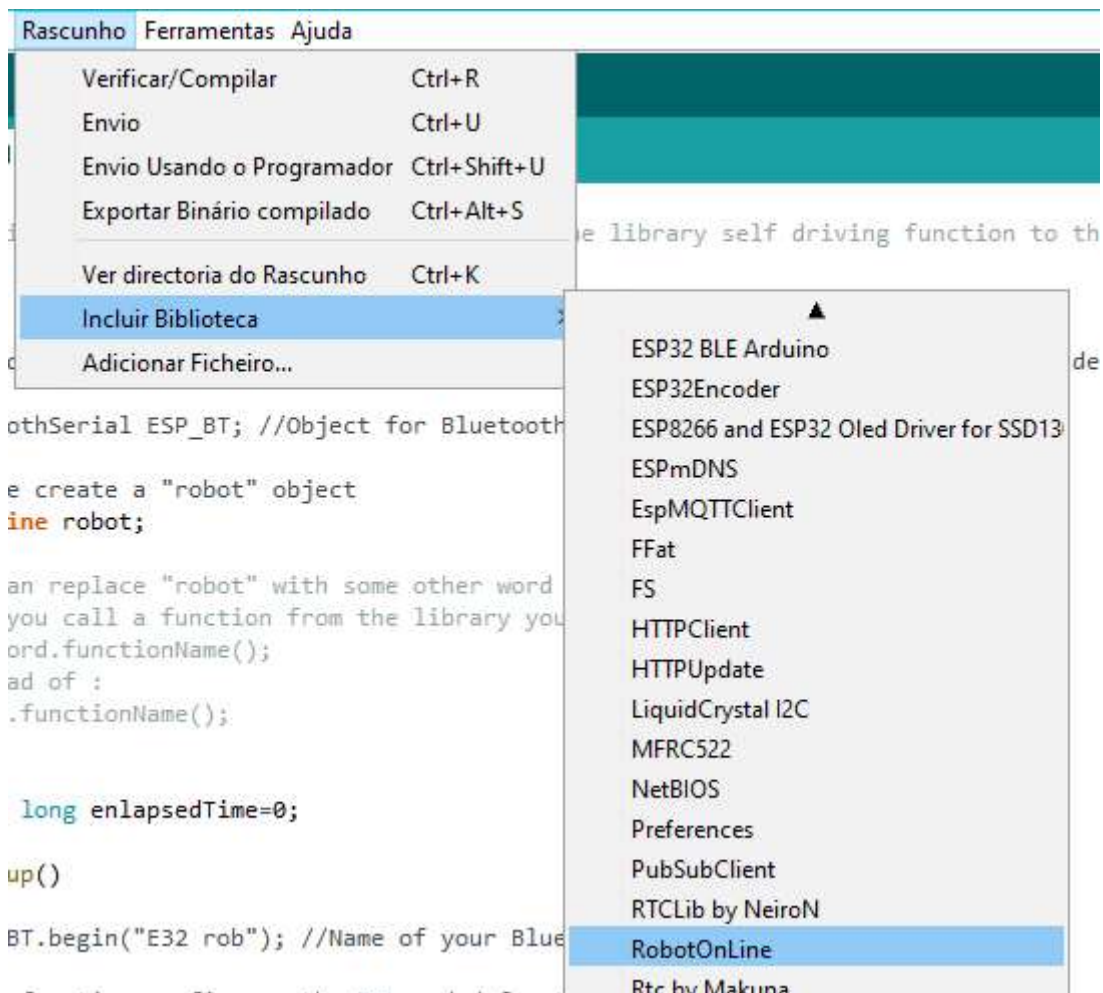 Rascunho Ferramentas Ajuda
Verificar/Compilar Ctrl+R
Envio Ctrl+U
Envio Usando o Programador Ctrl+Shift+U
Exportar Binário compilado Ctrl+Alt+S
Ver directoria do Rascunho Ctrl+K
Incluir Biblioteca
Adicionar Ficheiro...
ESP32 BLE Arduino
ESP32Encoder
ESP8266 and ESP32 Oled Driver for SSD13
ESPmDNS
EspMQTTClient
FFat
FS
HTTPClient
HTTPUpdate
LiquidCrystal I2C
MFRC522
NetBIOS
Preferences
PubSubClient
RTCLib by NeiroN
RobotOnLine
Rtc by Makuna
e library self driving function to th
de
othSerial ESP_BT; //Object for Bluetooth
e create a "robot" object
ine robot;
an replace "robot" with some other word
you call a function from the library you
ord.functionName();
ad of :
.functionName();
long enlapsedTime=0;
up()
BT.begin("E32 rob"); //Name of your Blue